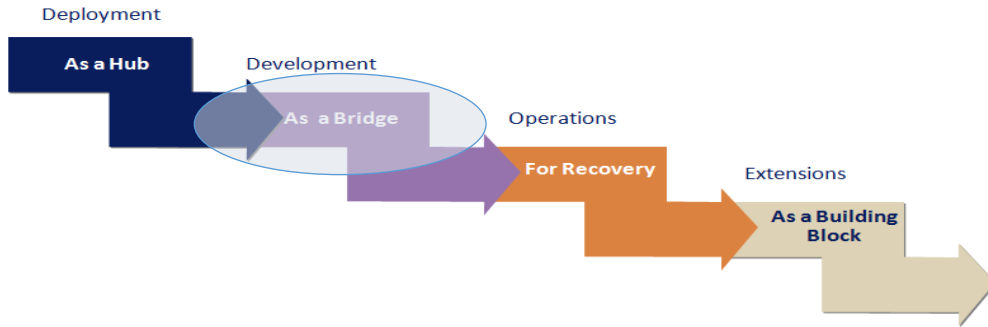 Deployment
As a Hub
Development
As a Bridge
Operations
For Recovery
Extensions
As a Building
Block